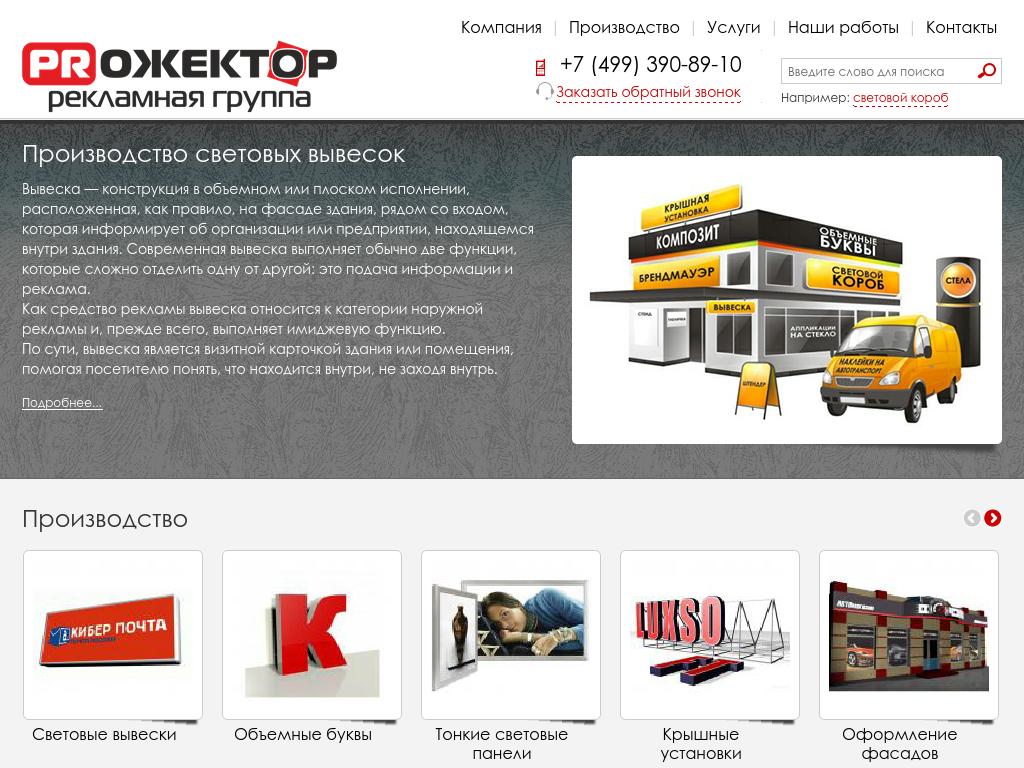 Компания | Производство | Услуги | Наши работы | Контакты
PRОЖЕКТОР
рекламная группа
+7 (499) 390-89-10
Заказать обратный звонок
Введите слово для поиска
Например: световой короб
Производство световых вывесок
Вывеска — конструкция в объемном или плоском исполнении,
расположенная, как правило, на фасаде здания, рядом со входом,
которая информирует об организации или предприятии, находящемся
внутри здания. Современная вывеска выполняет обычно две функции,
которые сложно отделить одну от другой: это подача информации и
реклама.
Как средство рекламы вывеска относится к категории наружной
рекламы и, прежде всего, выполняет имиджевую функцию.
По сути, вывеска является визитной карточкой здания или помещения,
помогая посетителю понять, что находится внутри, не заходя внутрь.
Подробнее...
КРЫШНАЯ
УСТАНОВКА
КОМПОЗИТ
ОБЪЕМНЫЕ
БУКВЫ
БРЕНДМАУЭР
СВЕТОВОЙ
КОРОБ
СТЕЛА
ВЫВЕСКА
СТЕНД
ТАБЛИЧКИ
АППЛИКАЦИИ
НА СТЕКЛО
ШТЕНДЕР
НАКЛЕЙКИ НА
АВТОТРАНСПОРТ
Производство
КИБЕР ПОЧТА
К
LUXSO
Световые вывески
Объемные буквы
Тонкие световые
панели
Крышные
установки
Оформление
фасадов